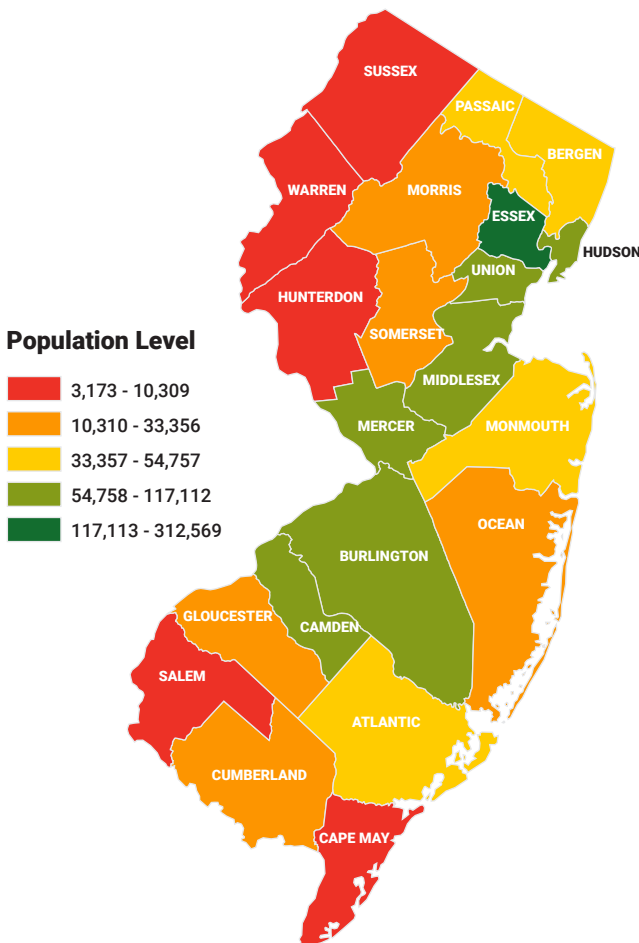 SUSSEX
PASSAIC
BERGEN
WARREN
MORRIS
ESSEX
HUDSON
UNION
HUNTERDON
SOMERSET
Population Level
3,173 - 10,309
10,310 - 33,356
33,357 - 54,757
54,758 - 117,112
117,113 - 312,569
MIDDLESEX
MERCER
MONMOUTH
OCEAN
BURLINGTON
GLOUCESTER
CAMDEN
SALEM
ATLANTIC
CUMBERLAND
CAPE MAY